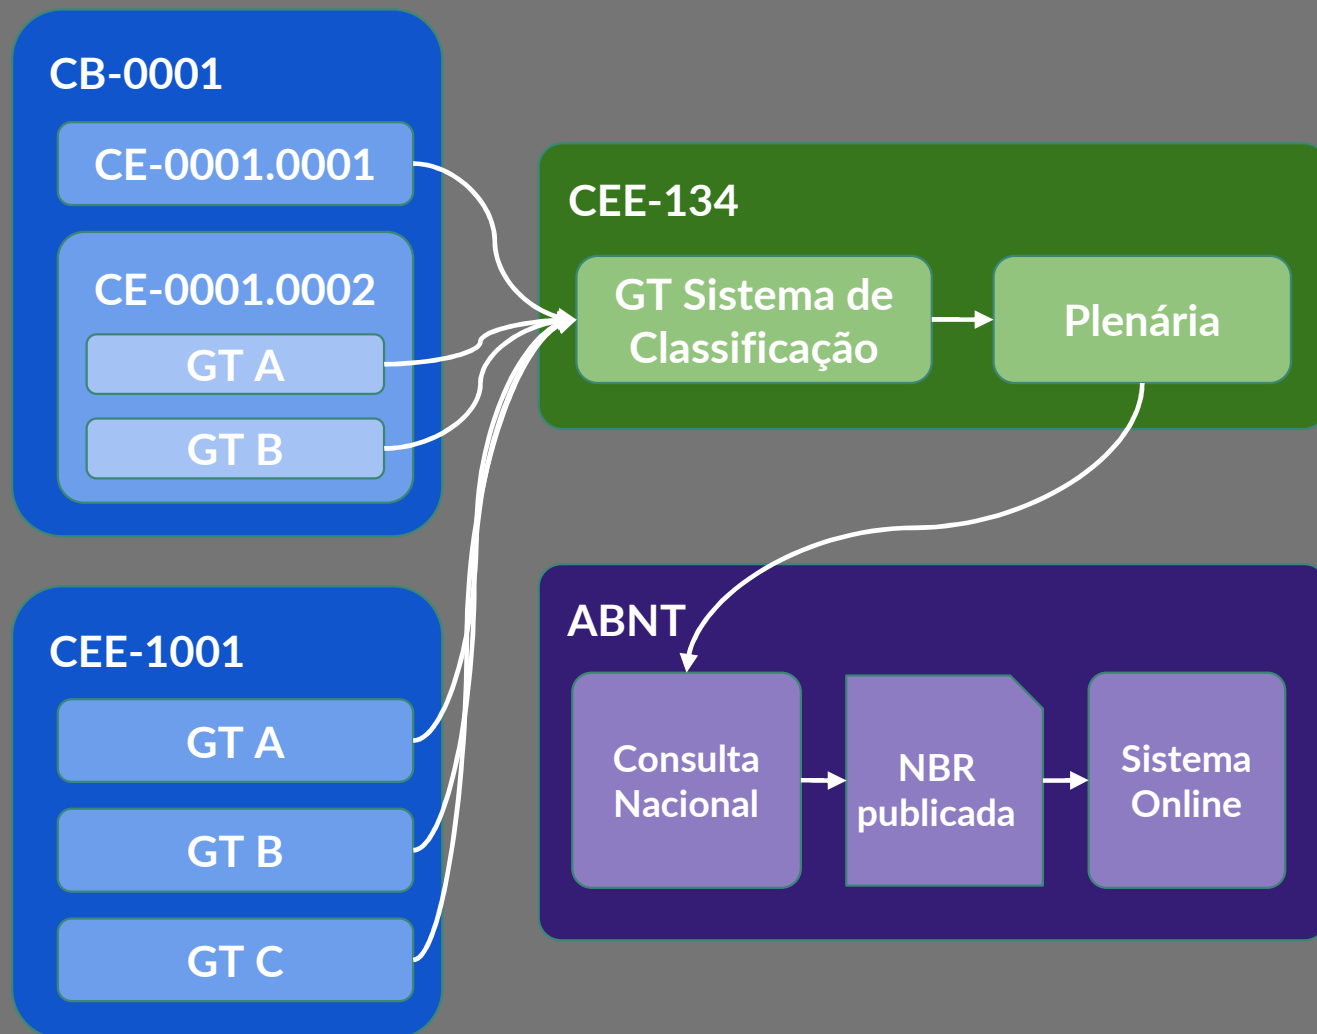 CB-0001
CE-0001.0001
CE-0001.0002
GT A
GT B
CEE-1001
GT A
GT B
GT C
CEE-134
GT Sistema de
Classificação
Plenária
ABNT
Consulta
Nacional
NBR
publicada
Sistema
Online